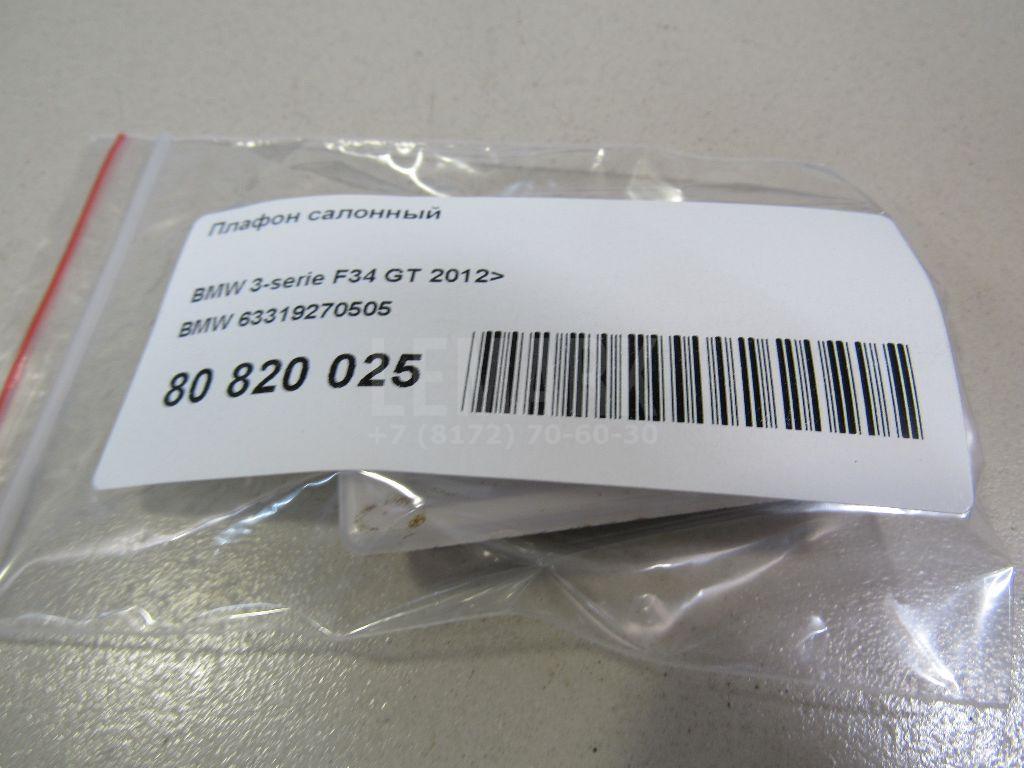 Плафон салонный
BMW 3-serie F34 GT 2012>
BMW 63319270505
80 820 025
+7 (8172) 70-60-30